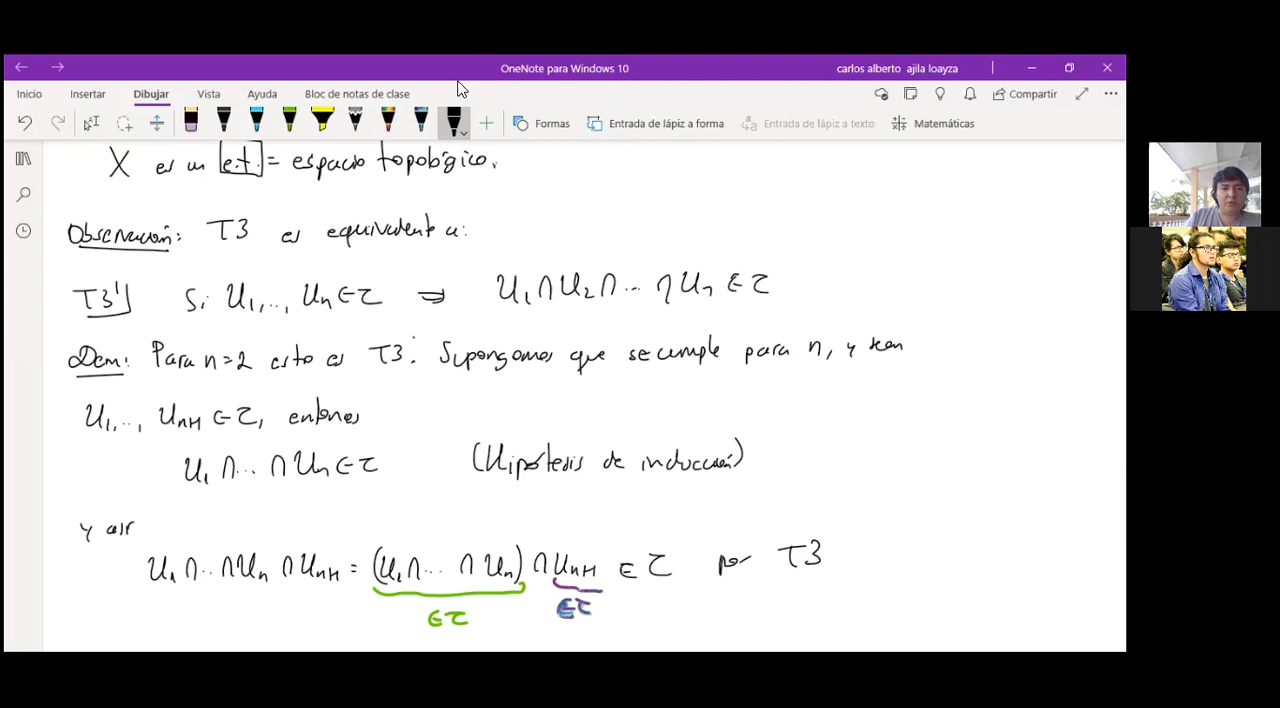 OneNote para Windows 10
carlos alberto ajila loayza
Inicio Insertar Dibujar Vista Ayuda Bloc de notas de clase
Compartir
Formas Entrada de lápiz a forma Entrada de lápiz a texto Matemáticas
X es un e.t. = espacio topológico.
Observación: T3 es equivalente a:
T3'] Si U₁,..., Uₙ ∈ τ ⇒ U₁ ∩ U₂ ∩ ... ∩ Uₙ ∈ τ
Dem: Para n=2 esto es T3. Supongamos que se cumple para n, y sean
U₁,..., Uₙ₊₁ ∈ τ, entonces
U₁ ∩ ... ∩ Uₙ ∈ τ (Hipótesis de inducción)
y así
U₁ ∩ ... ∩ Uₙ ∩ Uₙ₊₁ = (U₁ ∩ ... ∩ Uₙ) ∩ Uₙ₊₁ ∈ τ por T3
∈ τ ∈ τ